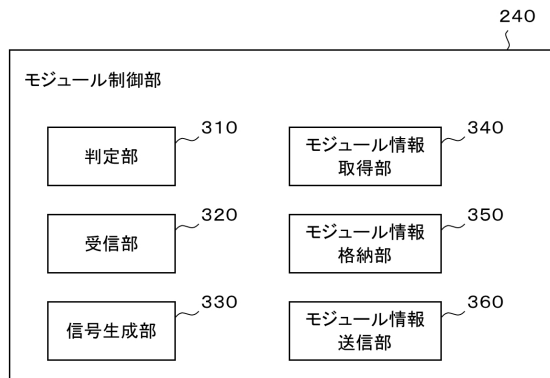 240
モジュール制御部
310
判定部
340
モジュール情報
取得部
320
受信部
350
モジュール情報
格納部
330
信号生成部
360
モジュール情報
送信部